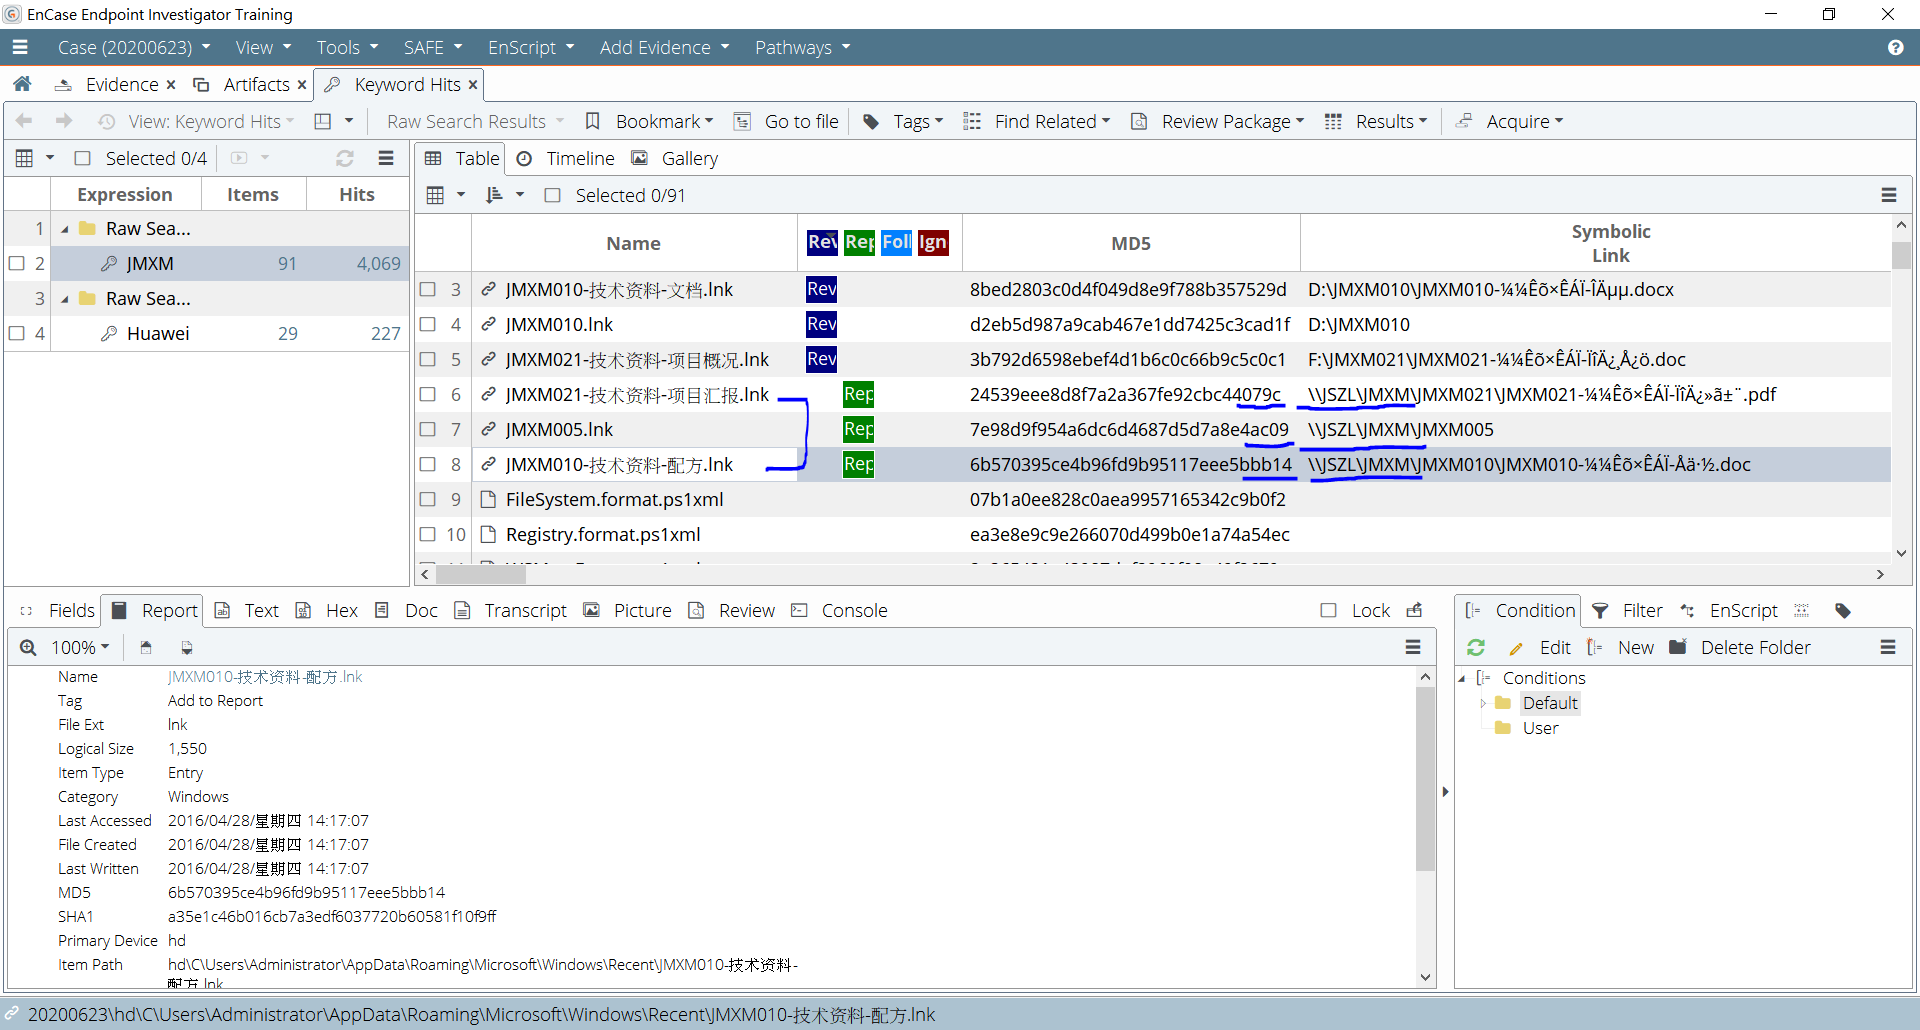 EnCase Endpoint Investigator Training
Case (20200623) View Tools SAFE EnScript Add Evidence Pathways
Evidence Artifacts Keyword Hits
View: Keyword Hits Raw Search Results Bookmark Go to file Tags Find Related Review Package Results Acquire
Selected 0/4
Expression Items Hits
1 Raw Sea...
2 JMXM 91 4,069
3 Raw Sea...
4 Huawei 29 227
Table Timeline Gallery
Selected 0/91
Name Rev Rep Foll Ign MD5 Symbolic Link
3 JMXM010-技术资料-文档.lnk Rev 8bed2803c0d4f049d8e9f788b357529d D:\JMXM010\JMXM010-¼¼Êõ×ÊÁÏ-ÎÄµµ.docx
4 JMXM010.lnk Rev d2eb5d987a9cab467e1dd7425c3cad1f D:\JMXM010
5 JMXM021-技术资料-项目概况.lnk Rev 3b792d6598ebef4d1b6c0c66b9c5c0c1 F:\JMXM021\JMXM021-¼¼Êõ×ÊÁÏ-ÏîÄ¿¸Å¿ö.doc
6 JMXM021-技术资料-项目汇报.lnk Rep 24539eee8d8f7a2a367fe92cbc44079c \\JSZL\JMXM\JMXM021\JMXM021-¼¼Êõ×ÊÁÏ-ÏîÄ¿»ã±¨.pdf
7 JMXM005.lnk Rep 7e98d9f954a6dc6d4687d5d7a8e4ac09 \\JSZL\JMXM\JMXM005
8 JMXM010-技术资料-配方.lnk Rep 6b570395ce4b96fd9b95117eee5bbb14 \\JSZL\JMXM\JMXM010\JMXM010-¼¼Êõ×ÊÁÏ-Åä·½.doc
9 FileSystem.format.ps1xml 07b1a0ee828c0aea9957165342c9b0f2
10 Registry.format.ps1xml ea3e8e9c9e266070d499b0e1a74a54ec
Fields Report Text Hex Doc Transcript Picture Review Console Lock
100%
Name JMXM010-技术资料-配方.lnk
Tag Add to Report
File Ext lnk
Logical Size 1,550
Item Type Entry
Category Windows
Last Accessed 2016/04/28/星期四 14:17:07
File Created 2016/04/28/星期四 14:17:07
Last Written 2016/04/28/星期四 14:17:07
MD5 6b570395ce4b96fd9b95117eee5bbb14
SHA1 a35e1c46b016cb7a3edf6037720b60581f10f9ff
Primary Device hd
Item Path hd\C\Users\Administrator\AppData\Roaming\Microsoft\Windows\Recent\JMXM010-技术资料-
配方.lnk
Condition Filter EnScript
Edit New Delete Folder
Conditions
Default
User
20200623\hd\C\Users\Administrator\AppData\Roaming\Microsoft\Windows\Recent\JMXM010-技术资料-配方.lnk